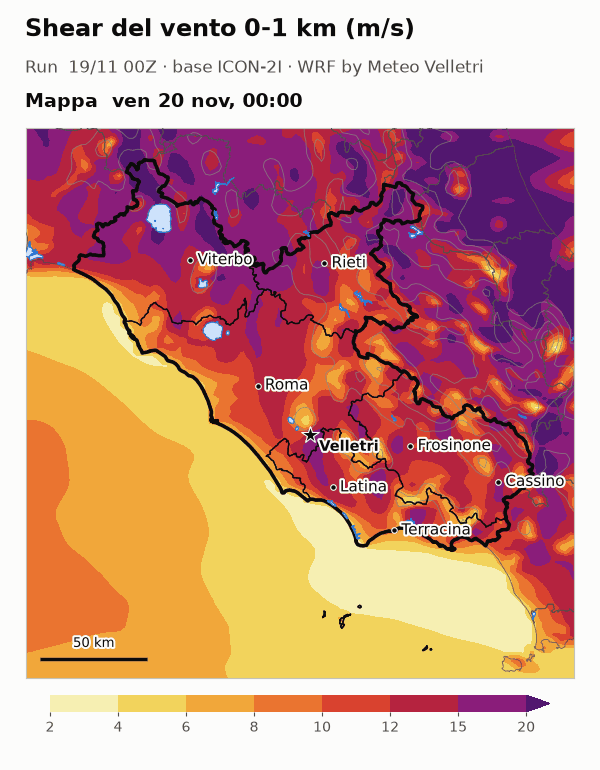 Shear del vento 0-1 km (m/s)
Run  19/11 00Z · base ICON-2I · WRF by Meteo Velletri
Mappa  ven 20 nov, 00:00
Viterbo
Rieti
Roma
Velletri
Frosinone
Latina
Cassino
Terracina
50 km
2 4 6 8 10 12 15 20